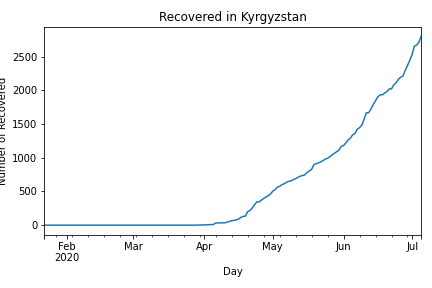 Recovered in Kyrgyzstan
Number of Recovered
2500
2000
1500
1000
500
0
Feb Mar Apr May Jun Jul
2020
Day